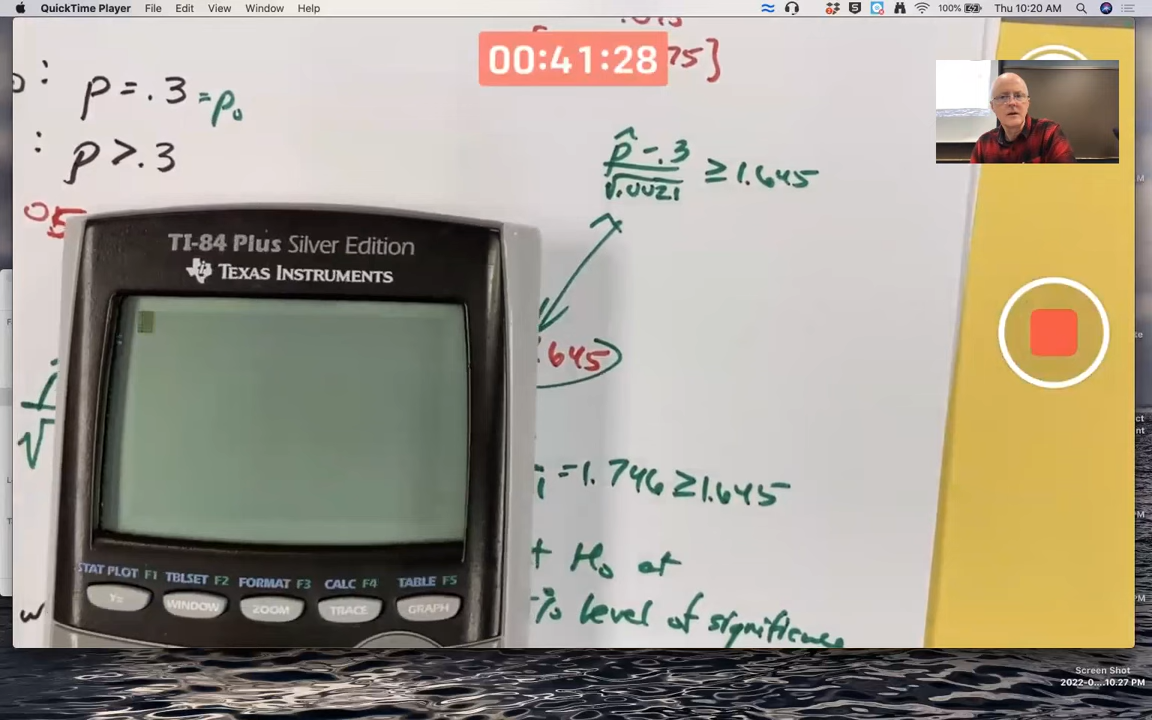 QuickTime Player File Edit View Window Help 100% Thu 10:20 AM
00:41:28
75]
: p = .3 = p₀
: p > .3
p̂ - .3
√.0021
≥ 1.645
05
TI-84 Plus Silver Edition
TEXAS INSTRUMENTS
.645)
= 1.746 ≥ 1.645
H₀ at
% level of significance
STAT PLOT F1 TBLSET F2 FORMAT F3 CALC F4 TABLE F5
Y= WINDOW ZOOM TRACE GRAPH
w
Screen Shot
2022-0....10.27 PM